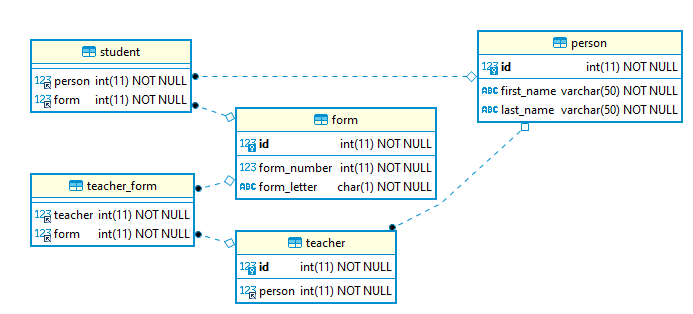 student
123 person int(11) NOT NULL
123 form int(11) NOT NULL
person
123 id int(11) NOT NULL
ABC first_name varchar(50) NOT NULL
ABC last_name varchar(50) NOT NULL
form
123 id int(11) NOT NULL
123 form_number int(11) NOT NULL
ABC form_letter char(1) NOT NULL
teacher_form
123 teacher int(11) NOT NULL
123 form int(11) NOT NULL
teacher
123 id int(11) NOT NULL
123 person int(11) NOT NULL